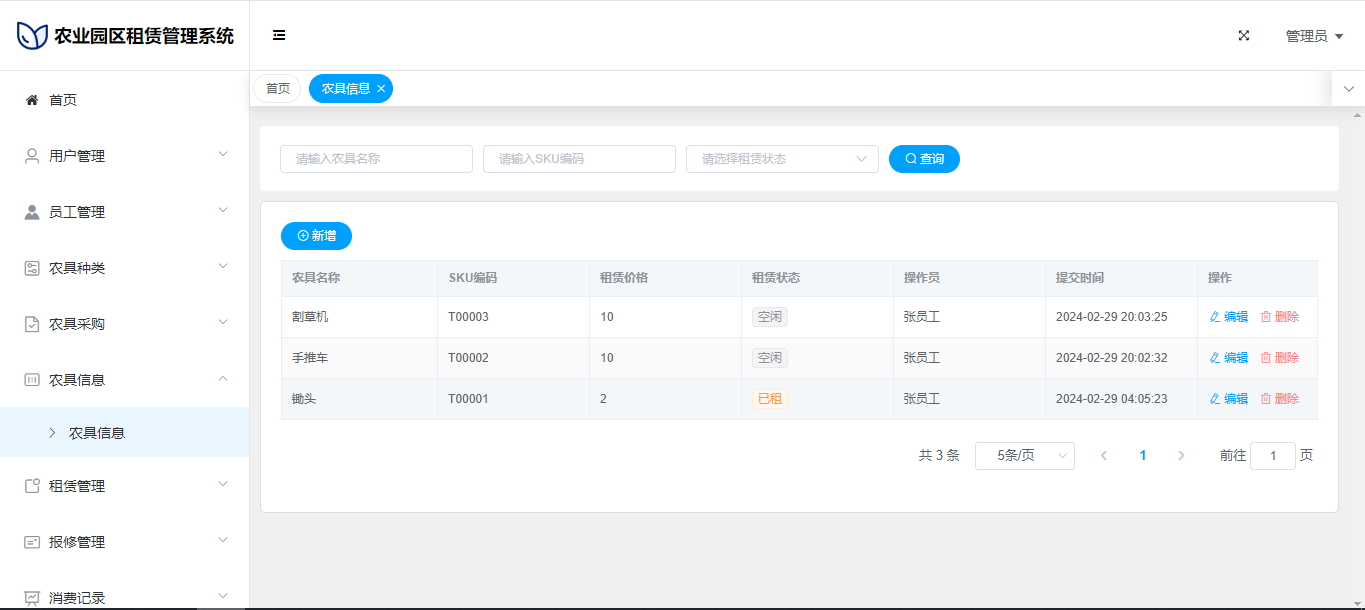 农业园区租赁管理系统
管理员
首页
农具信息
首页
用户管理
员工管理
农具种类
农具采购
农具信息
农具信息
租赁管理
报修管理
消费记录
请输入农具名称 请输入SKU编码 请选择租赁状态 查询
新增
农具名称 SKU编码 租赁价格 租赁状态 操作员 提交时间 操作
割草机 T00003 10 空闲 张员工 2024-02-29 20:03:25 编辑 删除
手推车 T00002 10 空闲 张员工 2024-02-29 20:02:32 编辑 删除
锄头 T00001 2 已租 张员工 2024-02-29 04:05:23 编辑 删除
共 3 条 5条/页 1 前往 1 页